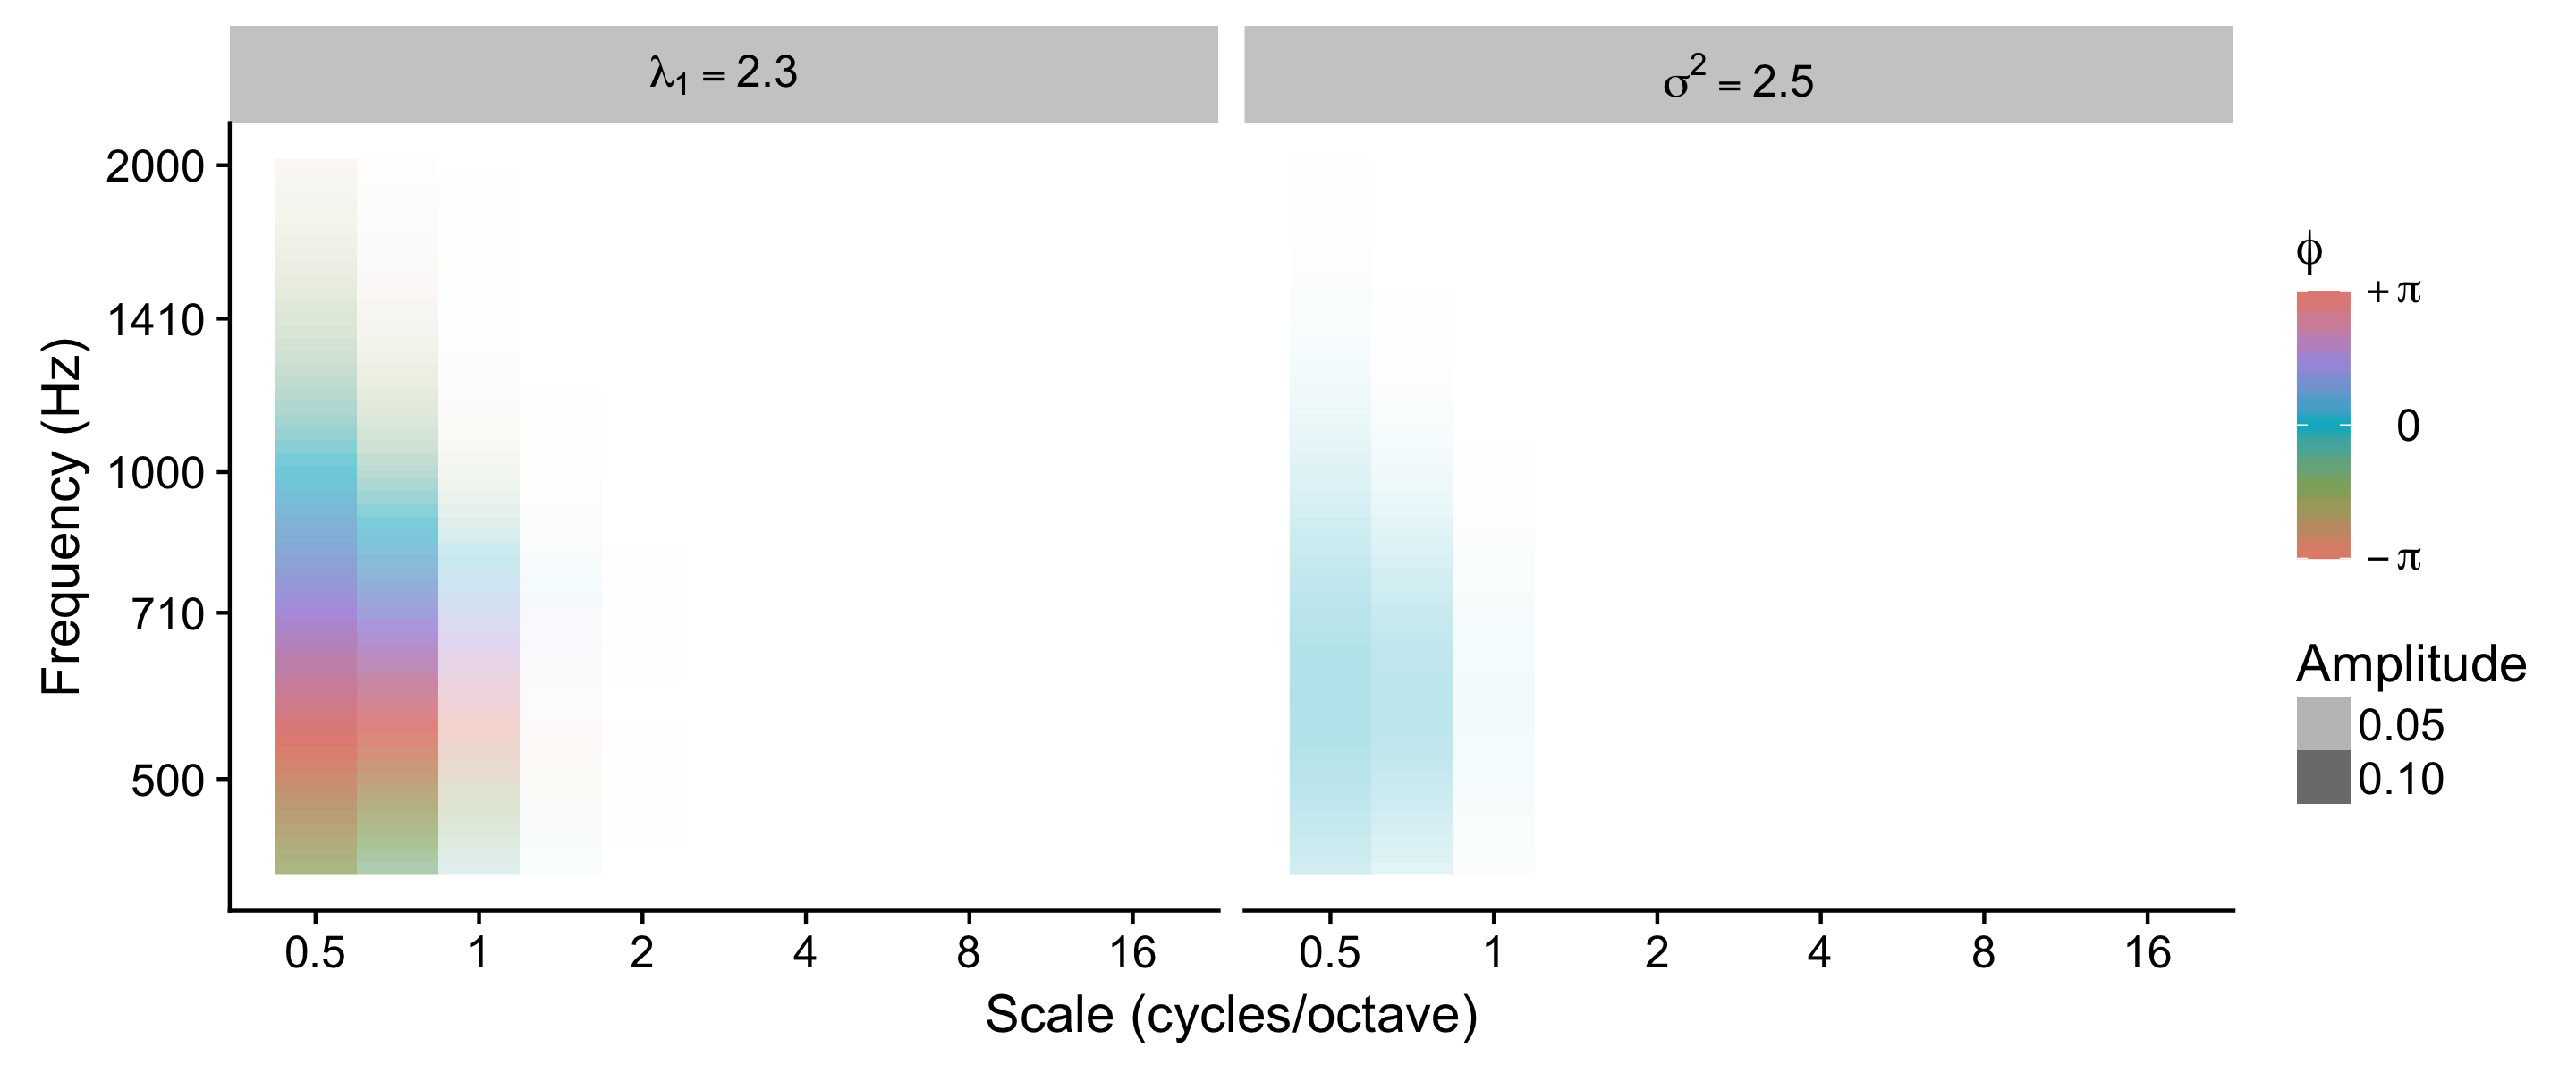 λ₁ = 2.3
σ² = 2.5
Frequency (Hz)
2000
1410
1000
710
500
0.5 1 2 4 8 16
0.5 1 2 4 8 16
Scale (cycles/octave)
ϕ
+π
0
−π
Amplitude
0.05
0.10